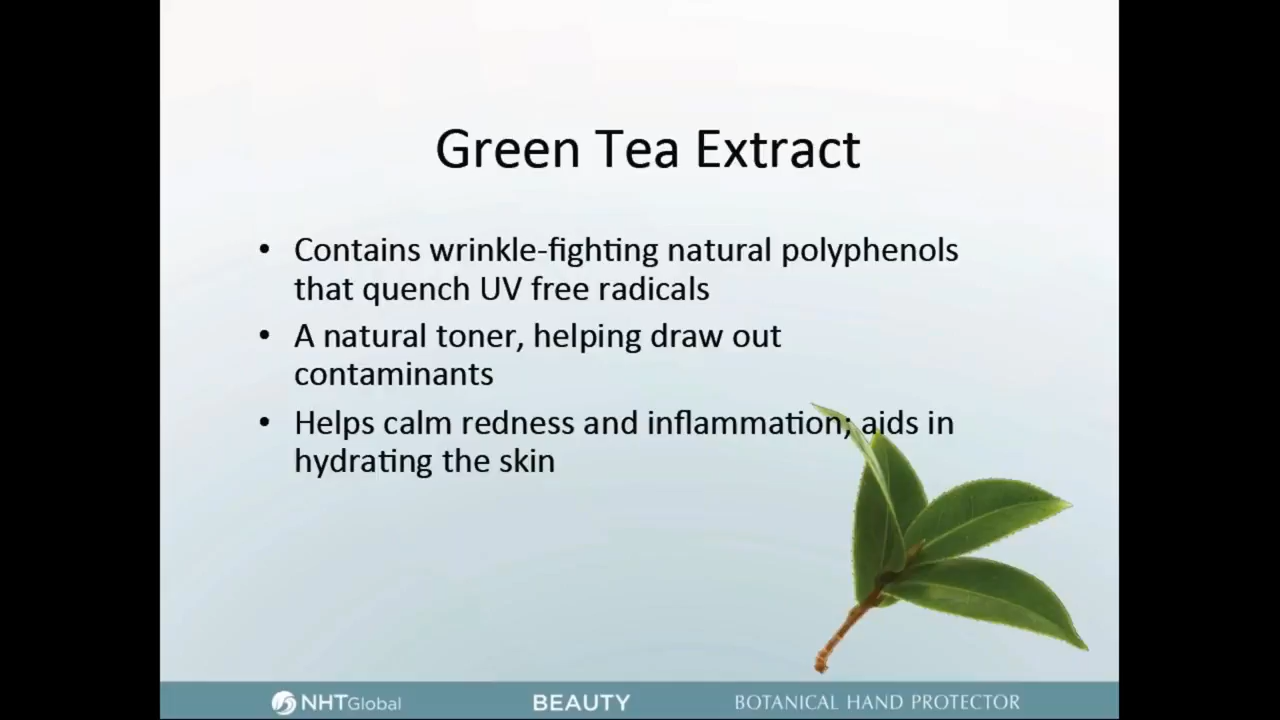 Green Tea Extract
• Contains wrinkle-fighting natural polyphenols
that quench UV free radicals
• A natural toner, helping draw out
contaminants
• Helps calm redness and inflammation; aids in
hydrating the skin
NHTGlobal BEAUTY BOTANICAL HAND PROTECTOR